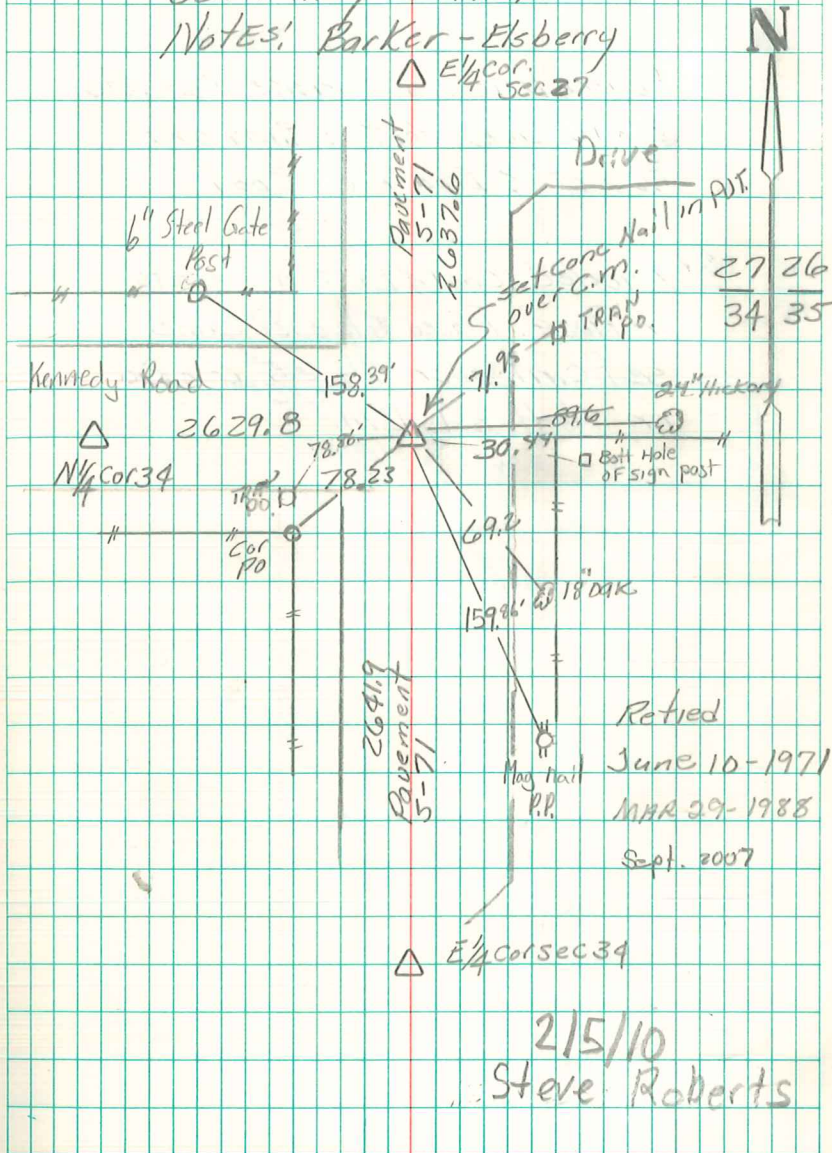 Notes: Barker - Elsberry
N
E 1/4 cor.
sec 27
Drive
Pavement
5-71
2637.6
6" Steel Gate
Post
Set conc Nail in PVT.
over C.M.
27 26
34 35
TRAN
po.
71.95
Kennedy Road
158.39'
24" Hickory
2629.8
89.6
78.86'
30.44
Bolt Hole
of sign post
N 1/4 Cor 34
78.23
po.
Cor
po
69.2
18" oak
159.86'
2641.9
Pavement
5-71
Mag Nail
P.P.
Retied
June 10-1971
MAR 29-1988
Sept. 2007
E 1/4 Cor sec 34
2/5/10
Steve Roberts